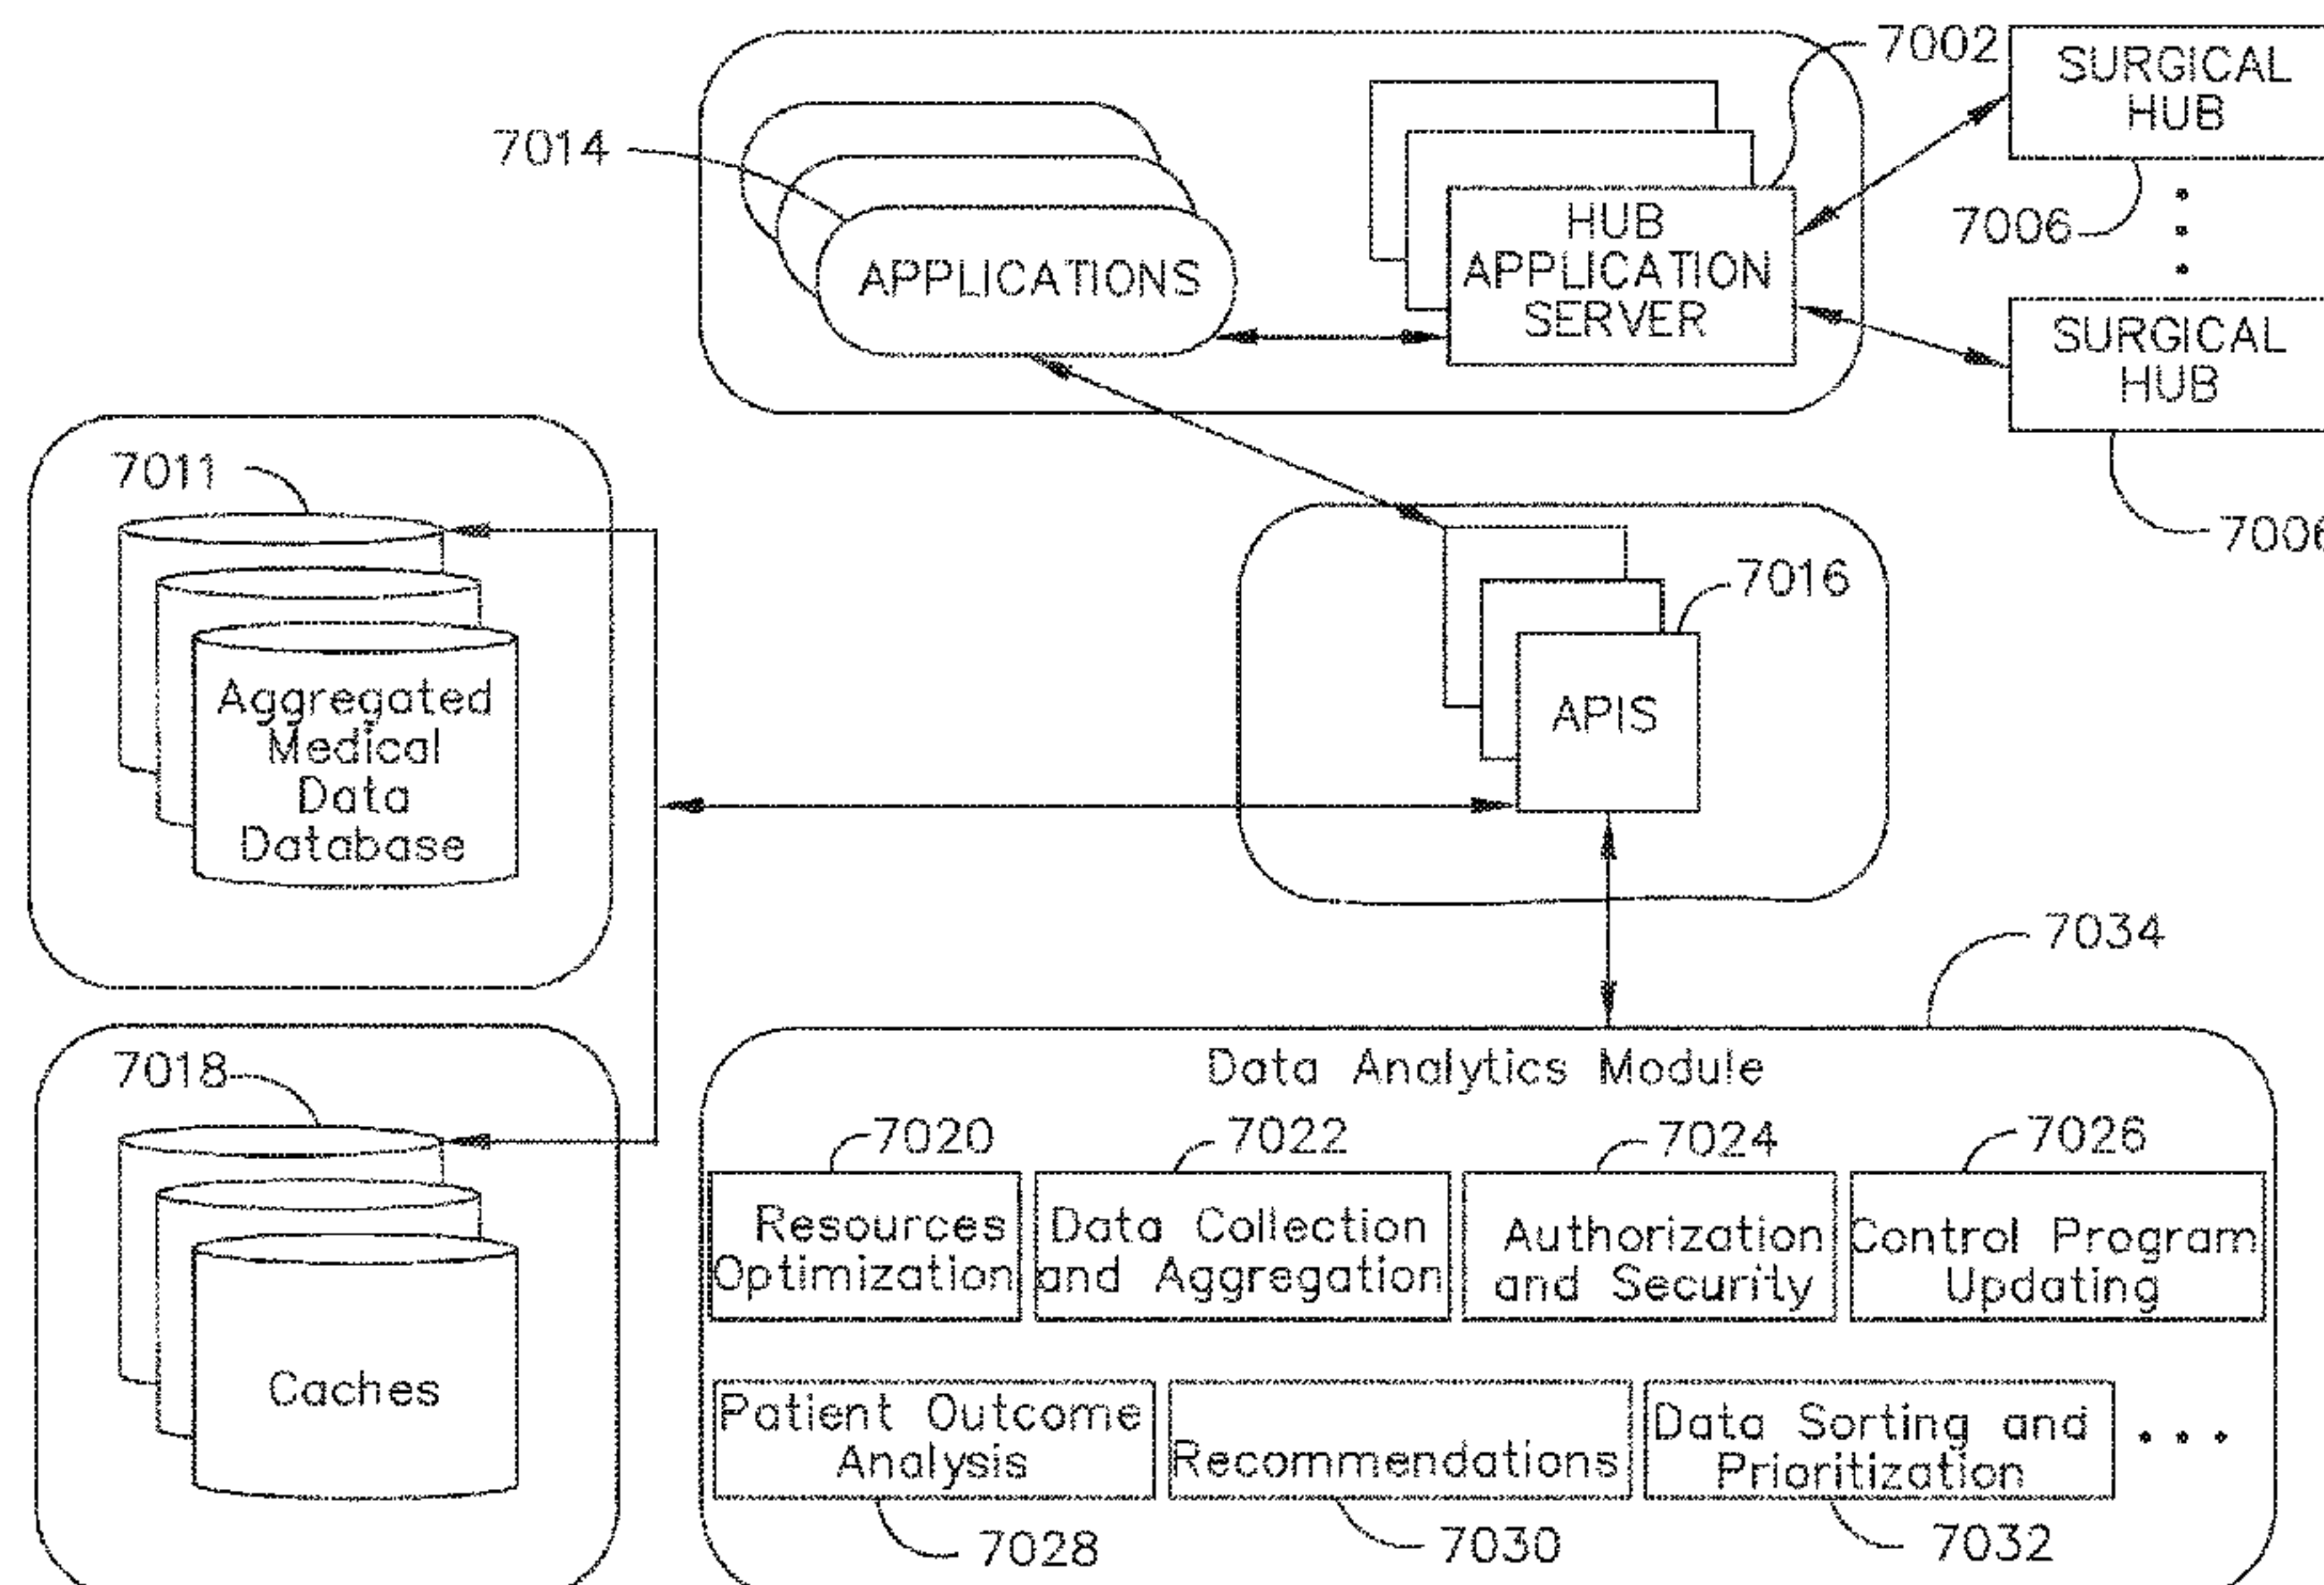 7002
SURGICAL
HUB
7014
7006
HUB
APPLICATION
SERVER
APPLICATIONS
SURGICAL
HUB
7011
7006
7016
Aggregated
Medical
Data
Database
APIS
7034
7018
Data Analytics Module
7020
7022
7024
7026
Resources
Optimization
Data Collection
and Aggregation
Authorization
and Security
Control Program
Updating
Caches
Patient Outcome
Analysis
Recommendations
Data Sorting and
Prioritization
• • •
7028
7030
7032